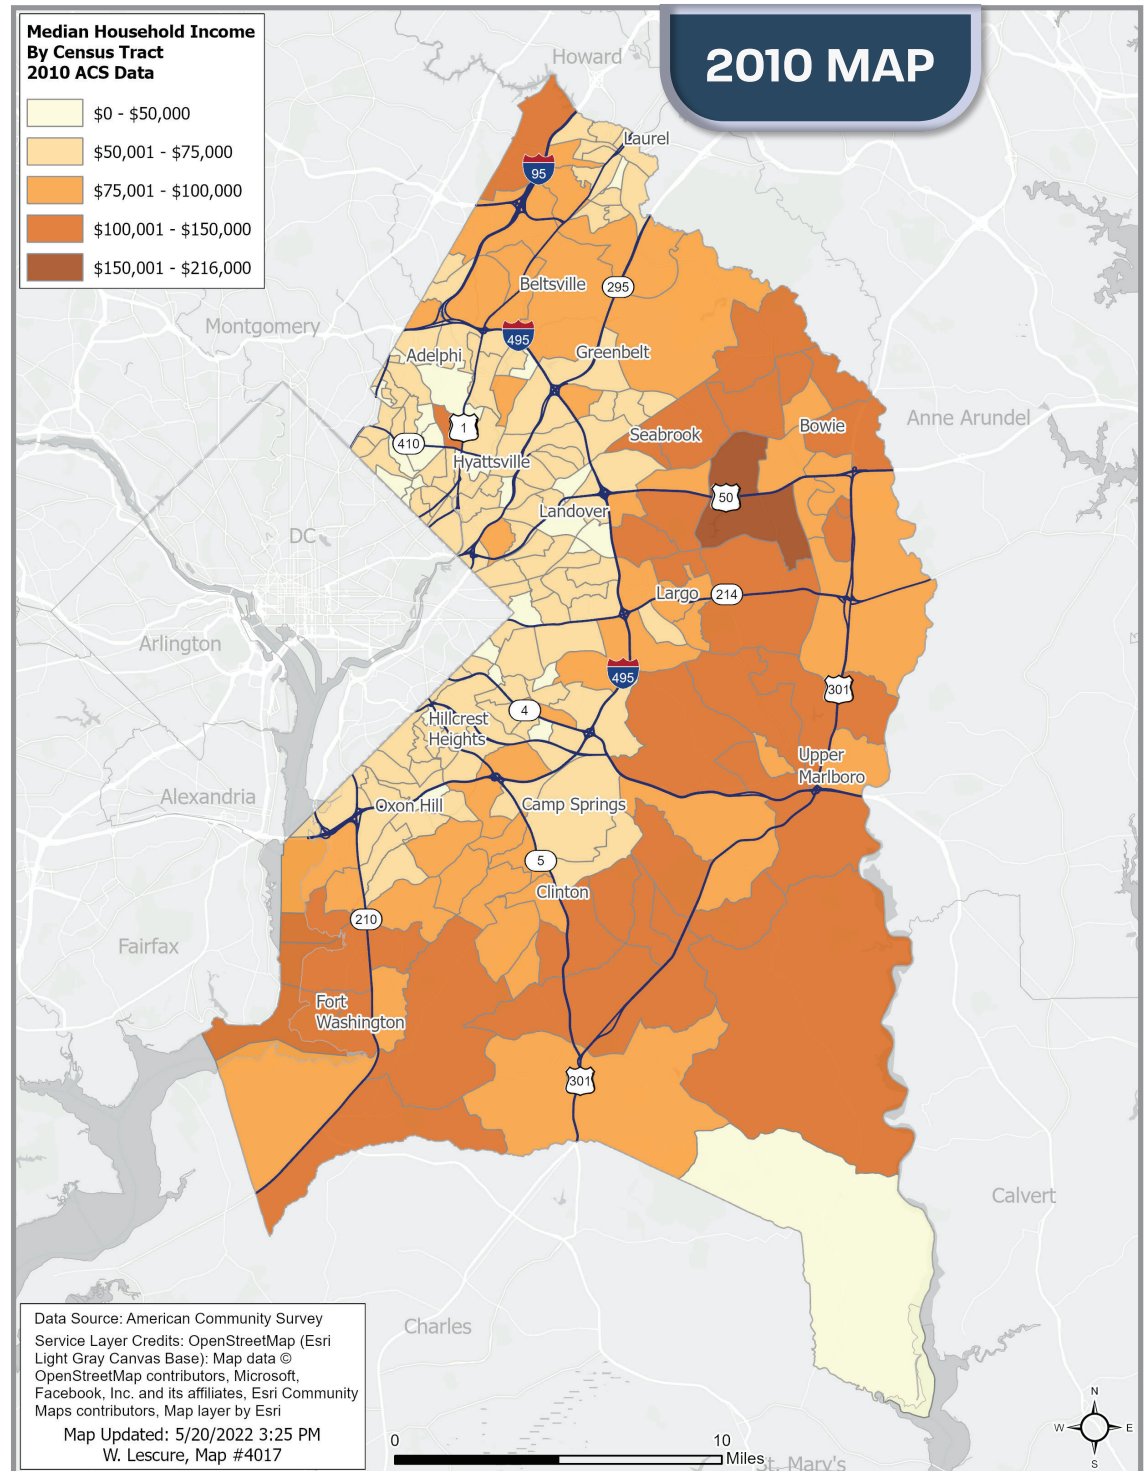 Median Household Income
By Census Tract
2010 ACS Data
$0 - $50,000
$50,001 - $75,000
$75,001 - $100,000
$100,001 - $150,000
$150,001 - $216,000
2010 MAP
Howard
Laurel
95
Beltsville
295
Montgomery
495
Adelphi
Greenbelt
Anne Arundel
Bowie
1
Seabrook
410
Hyattsville
50
Landover
DC
Largo
214
Arlington
495
301
4
Hillcrest
Heights
Upper
Marlboro
Alexandria
Oxon Hill
Camp Springs
5
Clinton
210
Fairfax
Fort
Washington
301
Calvert
Charles
St. Mary's
Data Source: American Community Survey
Service Layer Credits: OpenStreetMap (Esri
Light Gray Canvas Base): Map data ©
OpenStreetMap contributors, Microsoft,
Facebook, Inc. and its affiliates, Esri Community
Maps contributors, Map layer by Esri
Map Updated: 5/20/2022 3:25 PM
W. Lescure, Map #4017
0
10
Miles
N
W
E
S